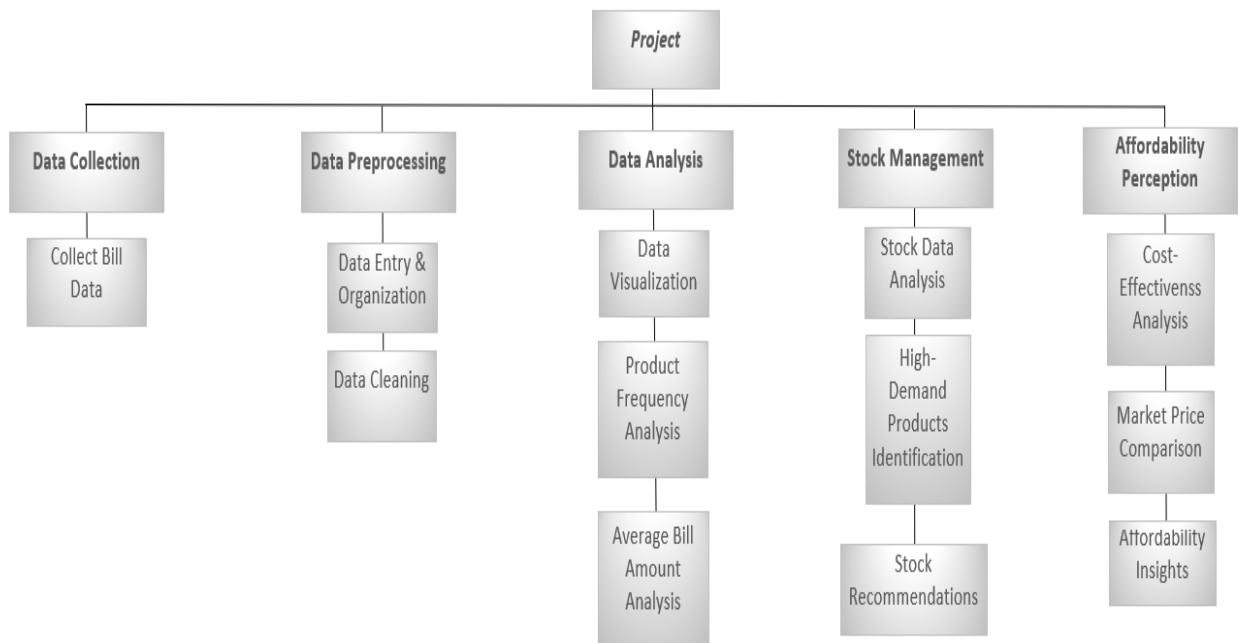 Project
Data Collection
Collect Bill
Data
Data Preprocessing
Data Entry &
Organization
Data Cleaning
Data Analysis
Data
Visualization
Product
Frequency
Analysis
Average Bill
Amount
Analysis
Stock Management
Stock Data
Analysis
High-
Demand
Products
Identification
Stock
Recommendations
Affordability
Perception
Cost-
Effectivenss
Analysis
Market Price
Comparison
Affordability
Insights